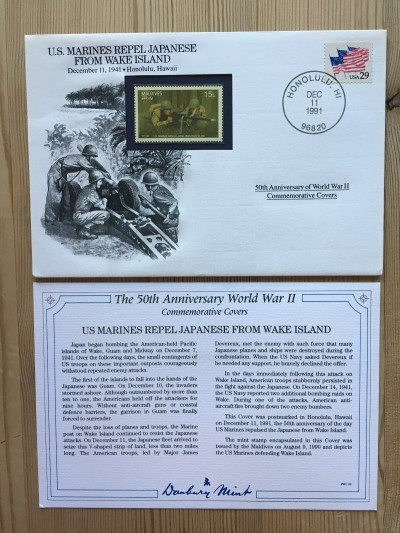 U.S. MARINES REPEL JAPANESE
FROM WAKE ISLAND
December 11, 1941 • Honolulu, Hawaii
MALDIVES
15L
USA 29
HONOLULU, HI
DEC
11
1991
96820
50th Anniversary of World War II
Commemorative Covers
The 50th Anniversary World War II
Commemorative Covers
US MARINES REPEL JAPANESE FROM WAKE ISLAND
Japan began bombing the American-held Pacific
isles of Wake, Guam and Midway on December 7,
1941. Over the following days, the small contingents of
US troops on these important outposts courageously
withstood repeated enemy attacks.
The first of the islands to fall into the hands of the
Japanese was Guam. On December 10, the invaders
stormed ashore. Although outnumbered by more than
ten to one, the Americans held off the attackers for
nine hours. Without anti-aircraft guns or coastal
defence barriers, the garrison in Guam was finally
forced to surrender.
Despite the loss of planes and troops, the Marine
post on Wake Island continued to resist the Japanese
attacks. On December 11, the Japanese fleet arrived to
seize this V-shaped strip of land, less than two miles
long. The American forces, led by Major James
Devereux, met the enemy with such force that many
Japanese planes and ships were destroyed during the
confrontation. When the US Navy asked Devereux if
he needed any support, he bravely declined the offer.
In the days immediately following this attack on
Wake Island, American troops stubbornly persisted in
the fight against the Japanese. On December 14, 1941,
the US Navy reported two additional bombing raids on
Wake. During one of the attacks, American anti-
aircraft fire brought down two enemy bombers.
This Cover was postmarked in Honolulu, Hawaii
on December 11, 1991, the 50th anniversary of the day
US Marines repulsed the Japanese from Wake Island.
The mint stamp encapsulated in this Cover was
issued by the Maldives on August 9, 1990 and depicts
the US Marines defending Wake Island.
Danbury Mint